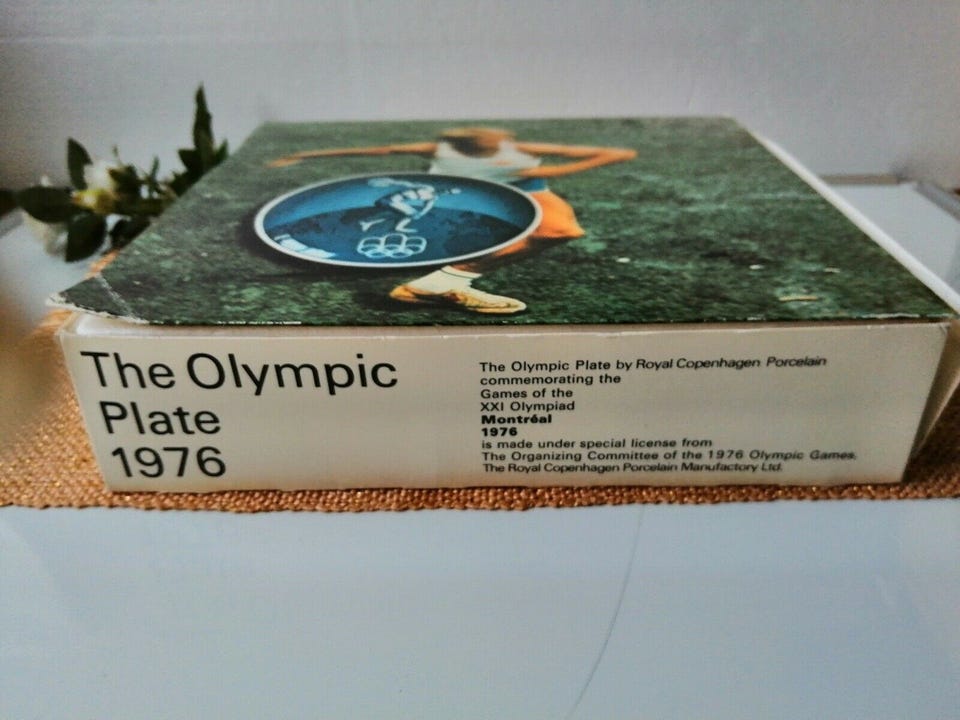 The Olympic
Plate
1976
The Olympic Plate by Royal Copenhagen Porcelain
commemorating the
Games of the
XXI Olympiad
Montréal
1976
is made under special license from
The Organizing Committee of the 1976 Olympic Games.
The Royal Copenhagen Porcelain Manufactory Ltd.